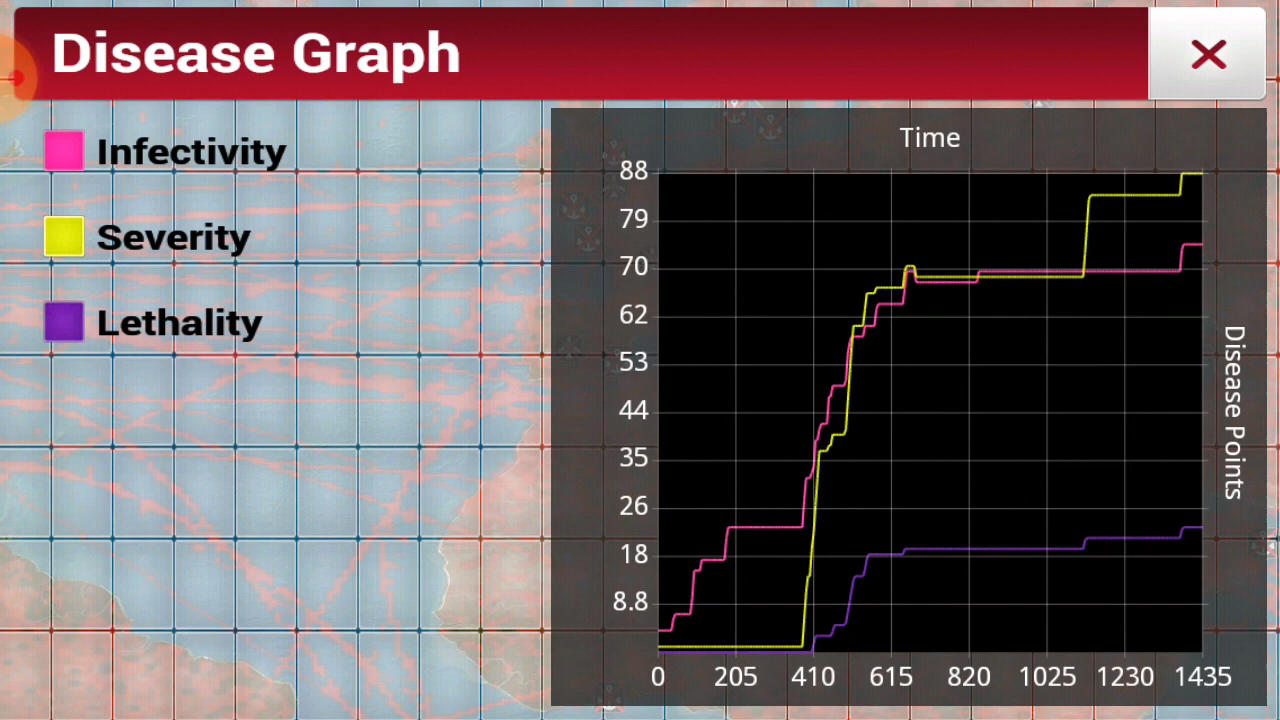 Disease Graph
Infectivity
Severity
Lethality
Time
88
79
70
62
53
44
35
26
18
8.8
0 205 410 615 820 1025 1230 1435
Disease Points